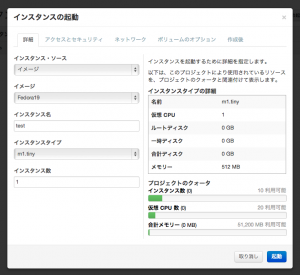 インスタンスの起動
詳細 アクセスとセキュリティ ネットワーク ボリュームのオプション 作成後
インスタンス・ソース
イメージ
イメージ
Fedora19
インスタンス名
test
インスタンスタイプ
m1.tiny
インスタンス数
1
インスタンスを起動するために詳細を指定します。
以下は、このプロジェクトにより使用されているリソース
を、プロジェクトのクォータと関連付けて表示します。
インスタンスタイプの詳細
名前 m1.tiny
仮想 CPU 1
ルートディスク 0 GB
一時ディスク 0 GB
合計ディスク 0 GB
メモリー 512 MB
プロジェクトのクォータ
インスタンス数 (0) 10 利用可能
仮想 CPU 数 (0) 20 利用可能
合計メモリー (0 MB) 51,200 MB 利用可能
取り消し 起動